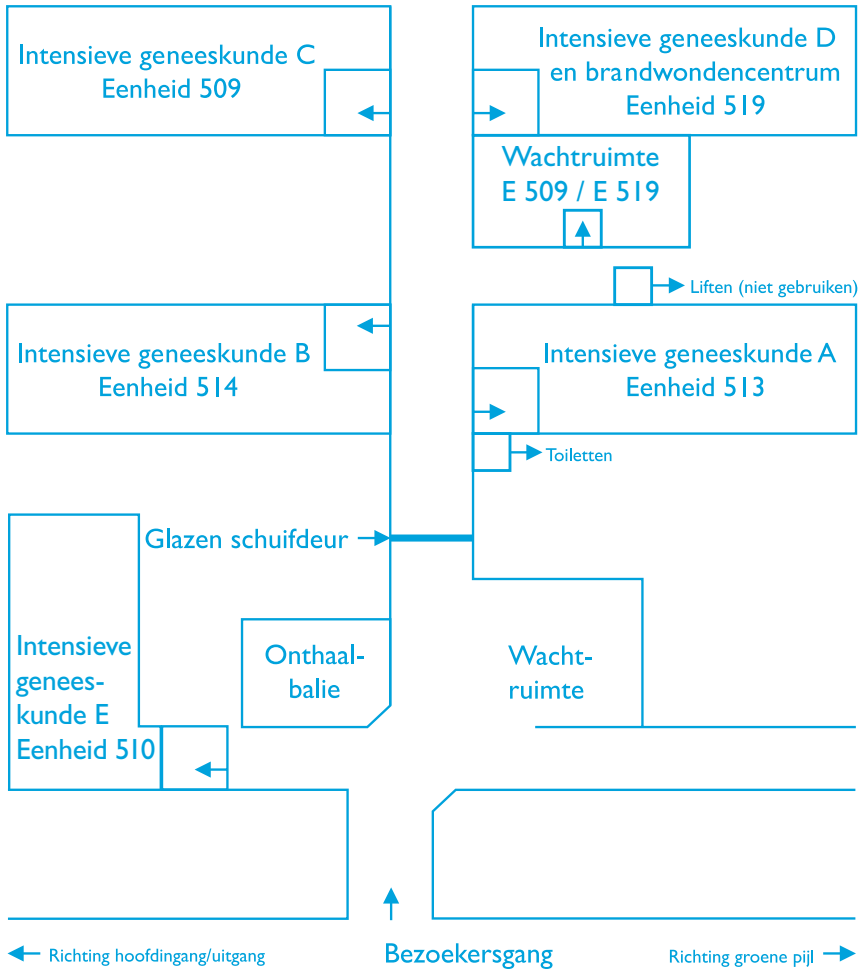 Intensieve geneeskunde C
Eenheid 509
Intensieve geneeskunde D
en brandwondencentrum
Eenheid 519
Wachtruimte
E 509 / E 519
Liften (niet gebruiken)
Intensieve geneeskunde B
Eenheid 514
Intensieve geneeskunde A
Eenheid 513
Toiletten
Glazen schuifdeur
Intensieve
genees-
kunde E
Eenheid 510
Onthaal-
balie
Wacht-
ruimte
Richting hoofdingang/uitgang
Bezoekersgang
Richting groene pijl